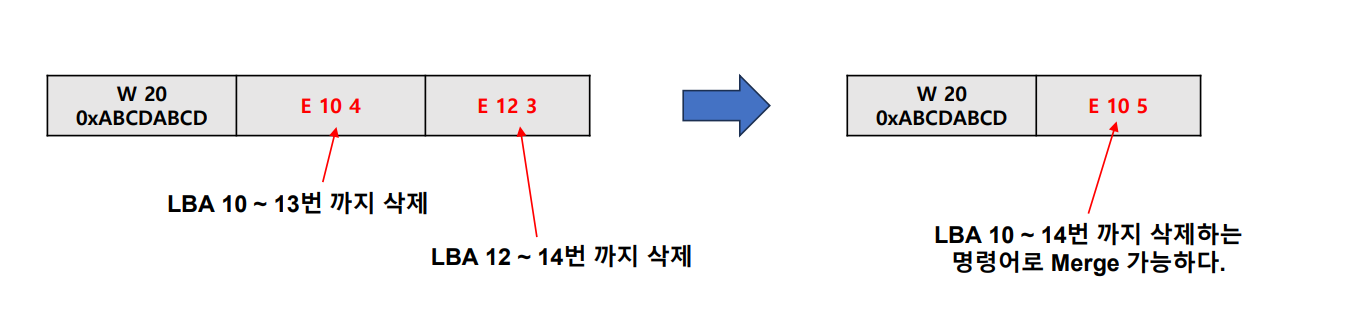 W 20
0xABCDABCD
E 10 4
E 12 3
W 20
0xABCDABCD
E 10 5
LBA 10 ~ 13번 까지 삭제
LBA 12 ~ 14번 까지 삭제
LBA 10 ~ 14번 까지 삭제하는
명령어로 Merge 가능하다.